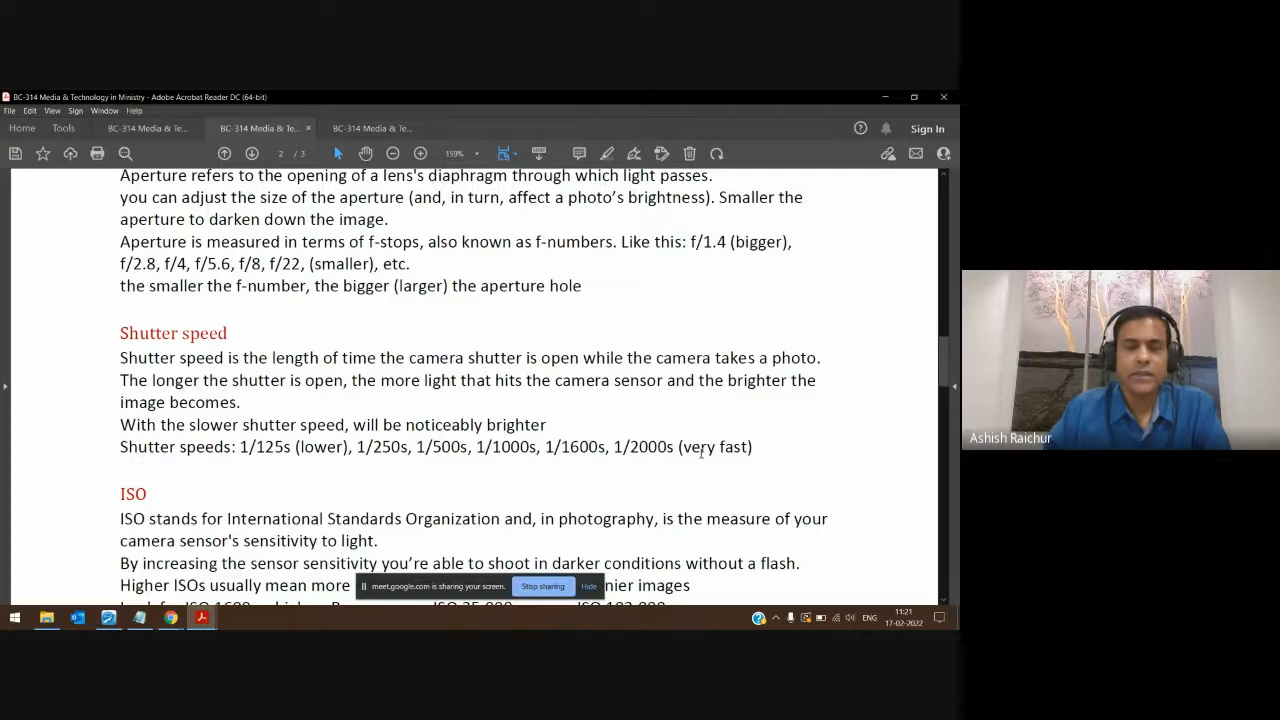 BC-314 Media & Technology in Ministry - Adobe Acrobat Reader DC (64-bit)
File Edit View Sign Window Help
Home Tools BC-314 Media & Te... BC-314 Media & Te... × BC-314 Media & Te... Sign In
2 / 3 159%
Aperture refers to the opening of a lens's diaphragm through which light passes.
you can adjust the size of the aperture (and, in turn, affect a photo's brightness). Smaller the
aperture to darken down the image.
Aperture is measured in terms of f-stops, also known as f-numbers. Like this: f/1.4 (bigger),
f/2.8, f/4, f/5.6, f/8, f/22, (smaller), etc.
the smaller the f-number, the bigger (larger) the aperture hole
Shutter speed
Shutter speed is the length of time the camera shutter is open while the camera takes a photo.
The longer the shutter is open, the more light that hits the camera sensor and the brighter the
image becomes.
With the slower shutter speed, will be noticeably brighter
Shutter speeds: 1/125s (lower), 1/250s, 1/500s, 1/1000s, 1/1600s, 1/2000s (very fast)
ISO
ISO stands for International Standards Organization and, in photography, is the measure of your
camera sensor's sensitivity to light.
By increasing the sensor sensitivity you're able to shoot in darker conditions without a flash.
Higher ISOs usually mean more nier images
meet.google.com is sharing your screen. Stop sharing Hide
ENG 11:21
17-02-2022
Ashish Raichur